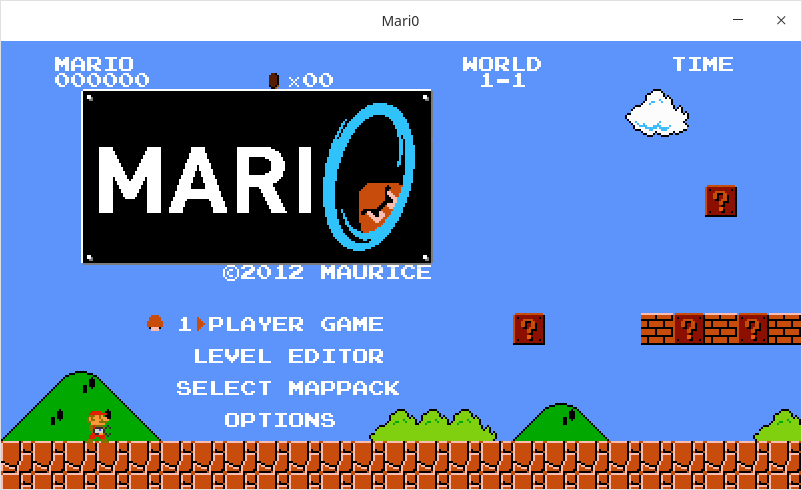 Mari0
MARIO WORLD TIME
000000 ×00 1-1
MARI0
©2012 MAURICE
1 PLAYER GAME
LEVEL EDITOR
SELECT MAPPACK
OPTIONS
? 
? ? ?